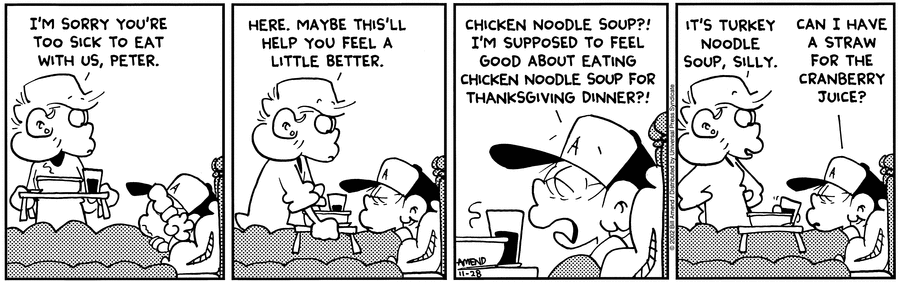 I'M SORRY YOU'RE
TOO SICK TO EAT
WITH US, PETER.
HERE. MAYBE THIS'LL
HELP YOU FEEL A
LITTLE BETTER.
CHICKEN NOODLE SOUP?!
I'M SUPPOSED TO FEEL
GOOD ABOUT EATING
CHICKEN NOODLE SOUP FOR
THANKSGIVING DINNER?!
A
AMEND
11-28
IT'S TURKEY
NOODLE
SOUP, SILLY.
CAN I HAVE
A STRAW
FOR THE
CRANBERRY
JUICE?
A